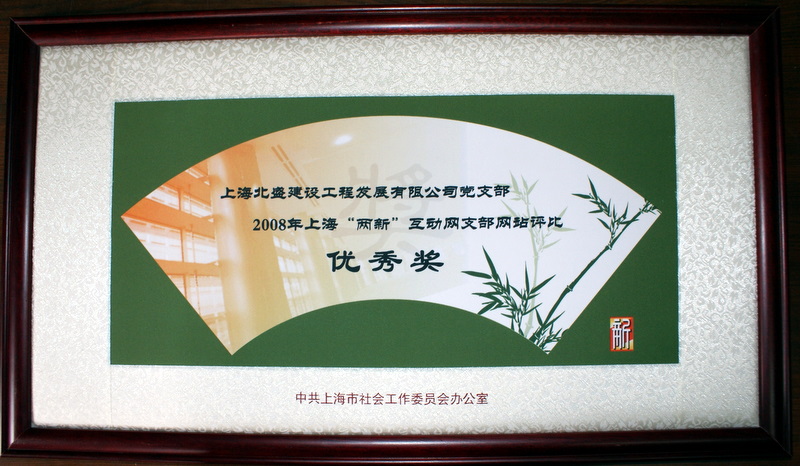 奖
上海北盛建设工程发展有限公司党支部
2008年上海“两新”互动网支部网站评比
优秀奖
新
中共上海市社会工作委员会办公室